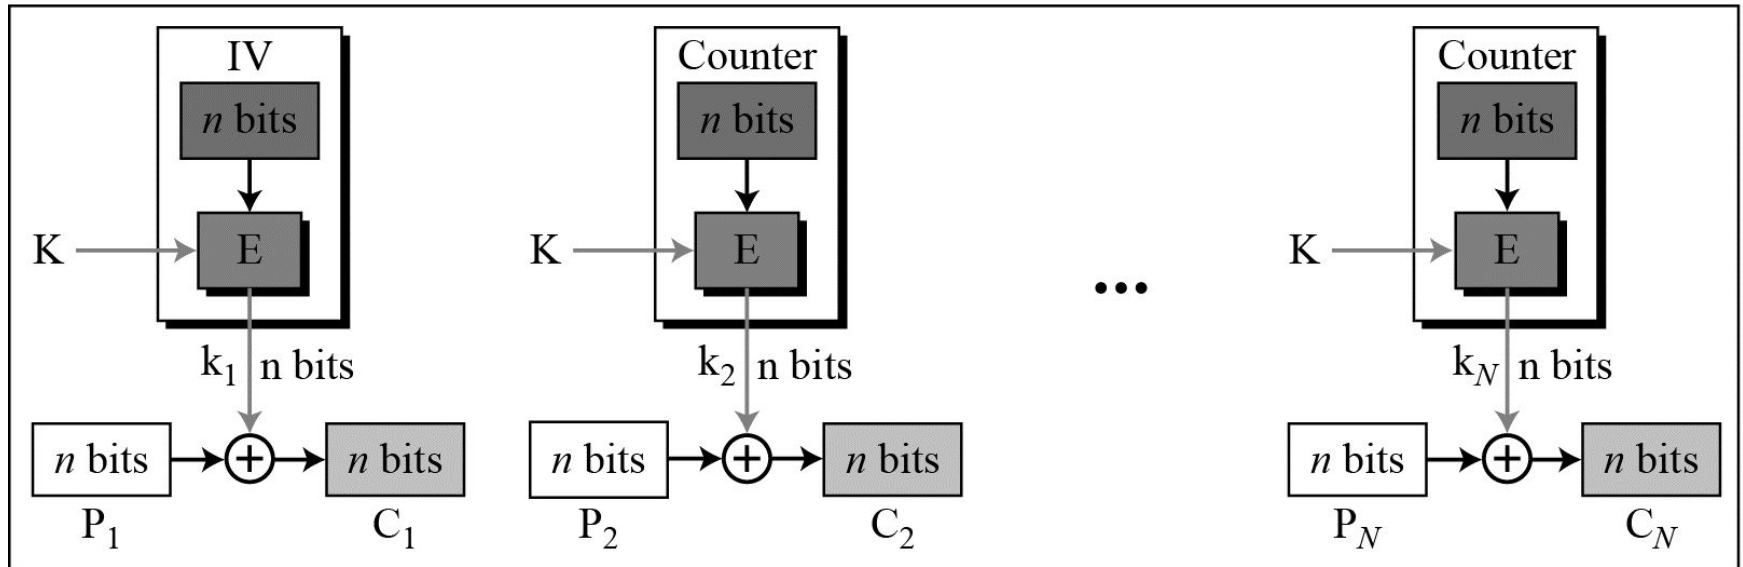 IV Counter Counter
n bits n bits n bits
K E K E K E
...
k1 n bits k2 n bits kN n bits
n bits n bits n bits n bits n bits n bits
P1 C1 P2 C2 PN CN